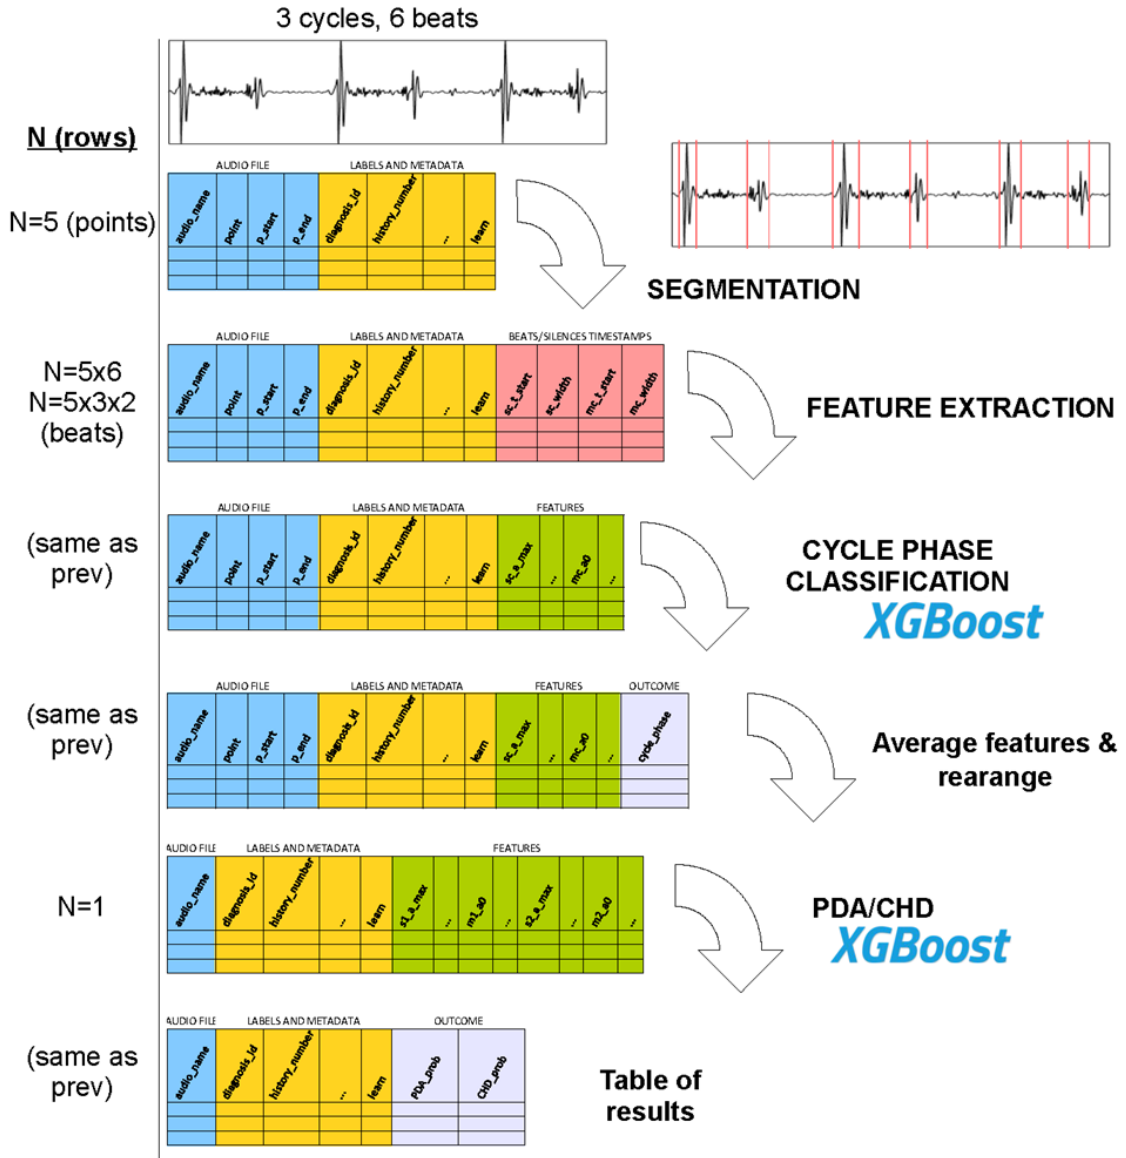 3 cycles, 6 beats
N (rows)
AUDIO FILE LABELS AND METADATA
audio_name point p_start p_end diagnosis_id history_number ... learn
N=5 (points)
SEGMENTATION
AUDIO FILE LABELS AND METADATA BEATS/SILENCES TIMESTAMPS
audio_name point p_start p_end diagnosis_id history_number ... learn sc_t_start sc_width mc_t_start mc_width
N=5x6
N=5x3x2
(beats)
FEATURE EXTRACTION
AUDIO FILE LABELS AND METADATA FEATURES
audio_name point p_start p_end diagnosis_id history_number ... learn sc_a_max ... mc_a0 ...
(same as
prev)
CYCLE PHASE
CLASSIFICATION
XGBoost
AUDIO FILE LABELS AND METADATA FEATURES OUTCOME
audio_name point p_start p_end diagnosis_id history_number ... learn sc_a_max ... mc_a0 ... cycle_phase
(same as
prev)
Average features &
rearange
AUDIO FILE LABELS AND METADATA FEATURES
audio_name diagnosis_id history_number ... learn s1_a_max ... m1_a0 ... s2_a_max ... m2_a0 ...
N=1
PDA/CHD
XGBoost
AUDIO FILE LABELS AND METADATA OUTCOME
audio_name diagnosis_id history_number ... learn PDA_prob CHD_prob
(same as
prev)
Table of
results